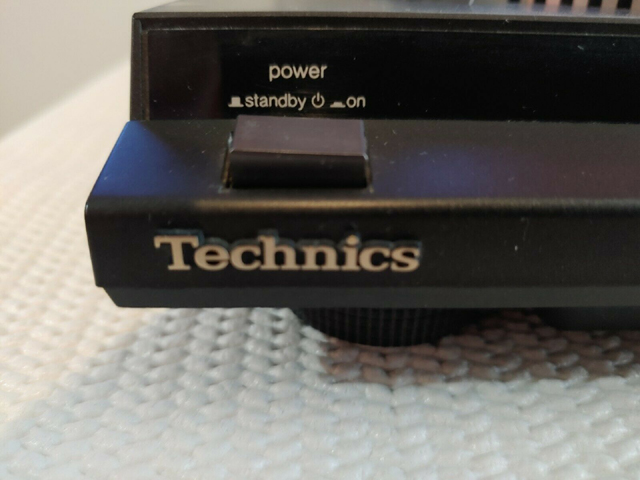 power
standby ⏻ on
Technics